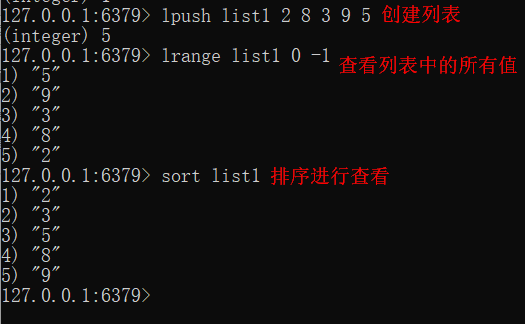 127.0.0.1:6379> lpush list1 2 8 3 9 5 创建列表
(integer) 5
127.0.0.1:6379> lrange list1 0 -1 查看列表中的所有值
1) "5"
2) "9"
3) "3"
4) "8"
5) "2"
127.0.0.1:6379> sort list1 排序进行查看
1) "2"
2) "3"
3) "5"
4) "8"
5) "9"
127.0.0.1:6379>